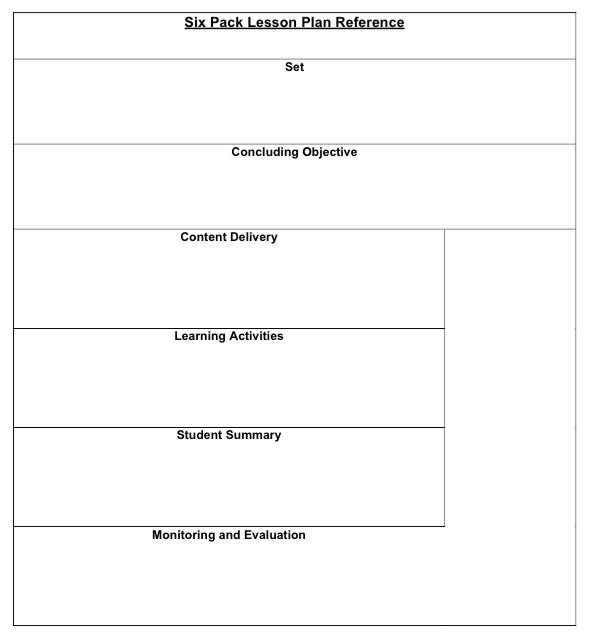 Six Pack Lesson Plan Reference
Set
Concluding Objective
Content Delivery
Learning Activities
Student Summary
Monitoring and Evaluation